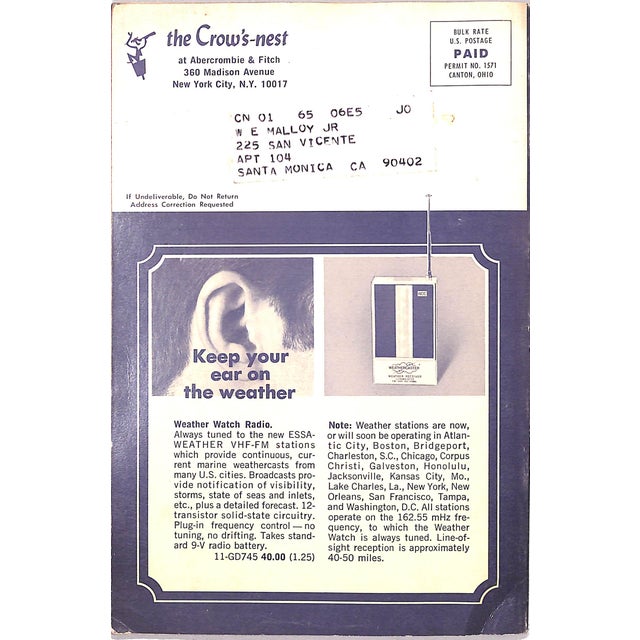 the Crow's-nest
at Abercrombie & Fitch
360 Madison Avenue
New York City, N.Y. 10017
BULK RATE
U.S. POSTAGE
PAID
PERMIT NO. 1571
CANTON, OHIO
CN 01 65 06E5 JO
W E MALLOY JR
225 SAN VICENTE
APT 104
SANTA MONICA CA 90402
If Undeliverable, Do Not Return
Address Correction Requested
Keep your
ear on
the weather
WEATHERCASTER
WEATHER RECEIVER
Weather Watch Radio.
Always tuned to the new ESSA-
WEATHER VHF-FM stations
which provide continuous, cur-
rent marine weathercasts from
many U.S. cities. Broadcasts pro-
vide notification of visibility,
storms, state of seas and inlets,
etc., plus a detailed forecast. 12-
transistor solid-state circuitry.
Plug-in frequency control — no
tuning, no drifting. Takes stand-
ard 9-V radio battery.
11-GD745 40.00 (1.25)
Note: Weather stations are now,
or will soon be operating in Atlan-
tic City, Boston, Bridgeport,
Charleston, S.C., Chicago, Corpus
Christi, Galveston, Honolulu,
Jacksonville, Kansas City, Mo.,
Lake Charles, La., New York, New
Orleans, San Francisco, Tampa,
and Washington, D.C. All stations
operate on the 162.55 mHz fre-
quency, to which the Weather
Watch is always tuned. Line-of-
sight reception is approximately
40-50 miles.